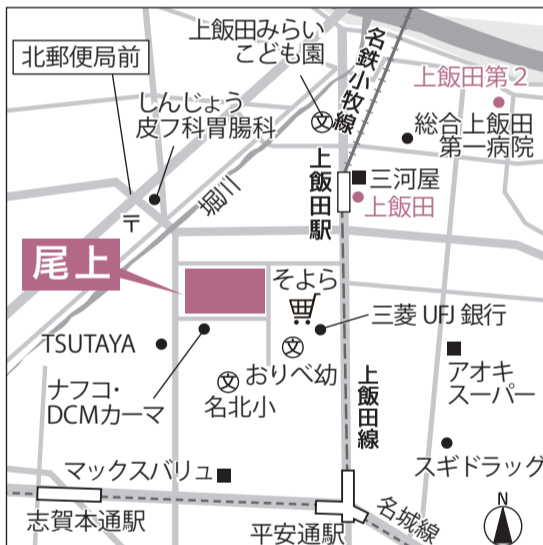 上飯田みらい
こども園
名鉄小牧線
北郵便局前
上飯田第2
しんじょう
皮フ科胃腸科
文
総合上飯田
第一病院
堀川
上飯田駅
三河屋
上飯田
〒
尾上
そよら
三菱UFJ銀行
TSUTAYA
文
おりべ幼
アオキ
スーパー
ナフコ・
DCMカーマ
文
名北小
上飯田線
マックスバリュ
スギドラッグ
志賀本通駅
平安通駅
名城線
N